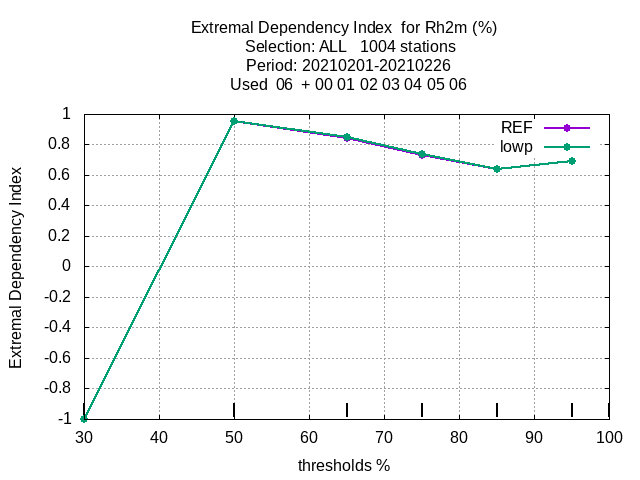 Extremal Dependency Index  for Rh2m (%)
Selection: ALL   1004 stations
Period: 20210201-20210226
Used  06  + 00 01 02 03 04 05 06
REF
lowp
Extremal Dependency Index
1
0.8
0.6
0.4
0.2
0
-0.2
-0.4
-0.6
-0.8
-1
30 40 50 60 70 80 90 100
thresholds %